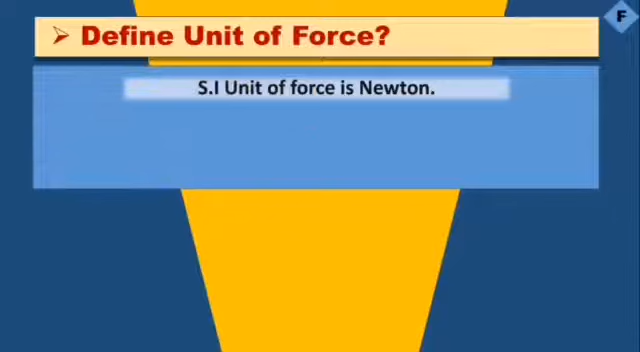 F
➢ Define Unit of Force?
S.I Unit of force is Newton.